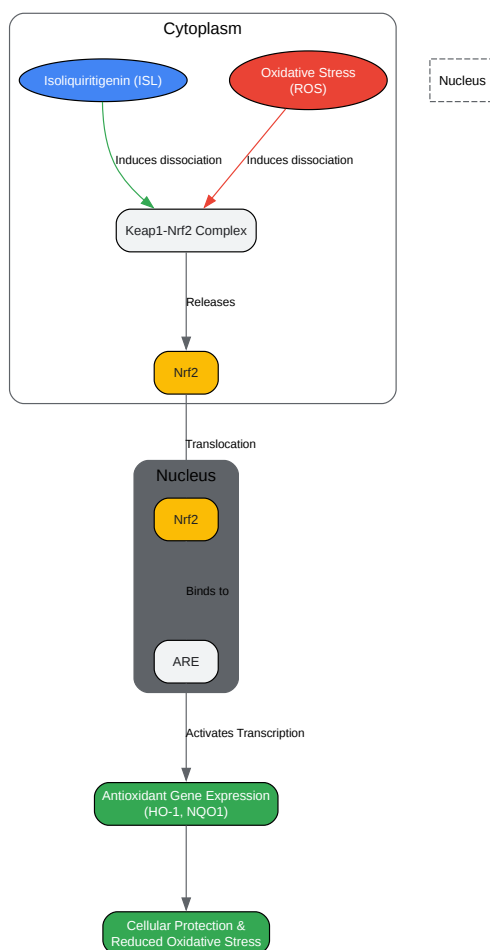 Cytoplasm
Isoliquiritigenin (ISL)
Oxidative Stress
(ROS)
Nucleus
Induces dissociation
Induces dissociation
Keap1-Nrf2 Complex
Releases
Nrf2
Translocation
Nucleus
Nrf2
Binds to
ARE
Activates Transcription
Antioxidant Gene Expression
(HO-1, NQO1)
Cellular Protection &
Reduced Oxidative Stress